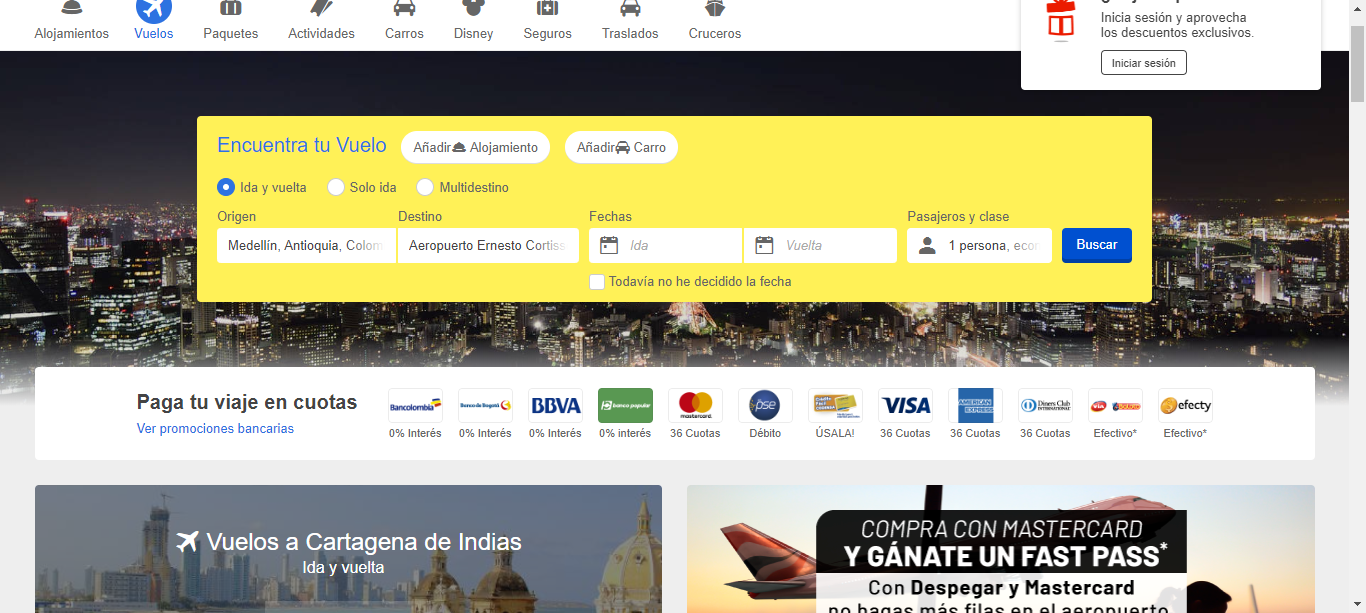 Alojamientos
Vuelos
Paquetes
Actividades
Carros
Disney
Seguros
Traslados
Cruceros
Inicia sesión y aprovecha
los descuentos exclusivos.
Iniciar sesión
Encuentra tu Vuelo
Añadir Alojamiento
Añadir Carro
Ida y vuelta
Solo ida
Multidestino
Origen
Destino
Fechas
Pasajeros y clase
Medellín, Antioquia, Colom
Aeropuerto Ernesto Cortiss
Ida
Vuelta
1 persona, econ
Buscar
Todavía no he decidido la fecha
Paga tu viaje en cuotas
Ver promociones bancarias
Bancolombia
Banco de Bogotá
BBVA
banco popular
mastercard
pse
VISA
AMERICAN EXPRESS
Diners Club
INTERNATIONAL
via
efecty
0% Interés
0% Interés
0% Interés
0% interés
36 Cuotas
Débito
ÚSALA!
36 Cuotas
36 Cuotas
36 Cuotas
Efectivo*
Efectivo*
Vuelos a Cartagena de Indias
Ida y vuelta
COMPRA CON MASTERCARD
Y GÁNATE UN FAST PASS*
Con Despegar y Mastercard
no hagas más filas en el aeropuerto